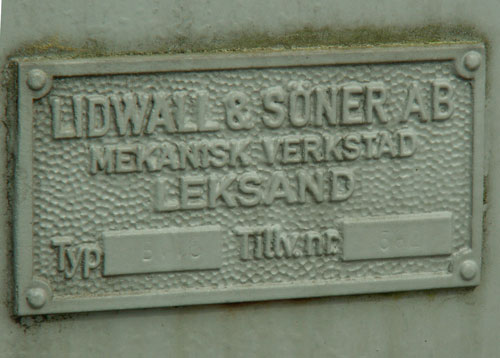 LIDWALL & SÖNER AB
MEKANISK VERKSTAD
LEKSAND
Typ Tillv.nr.